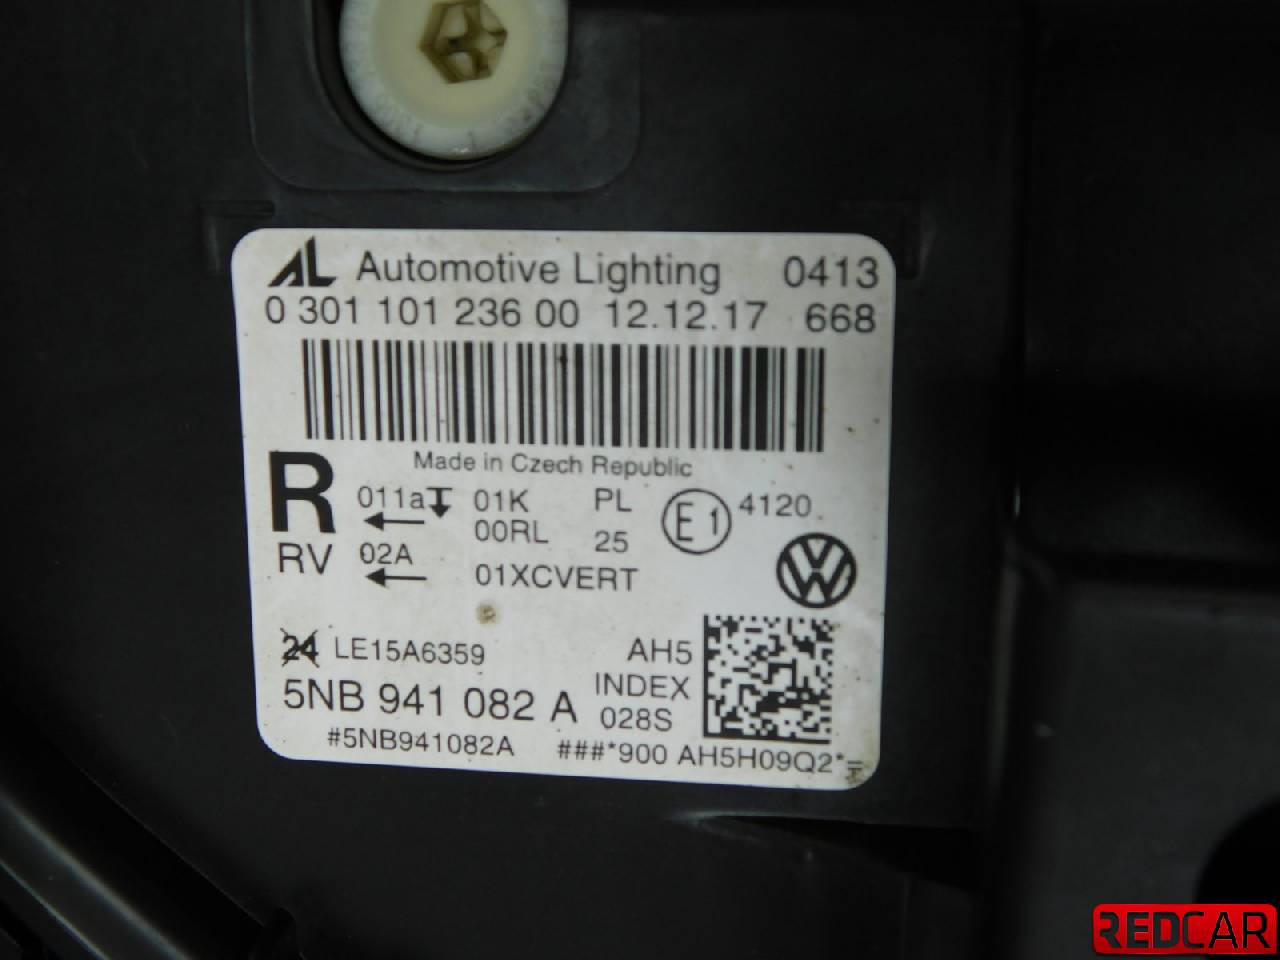 AL Automotive Lighting 0413
0 301 101 236 00 12.12.17 668
Made in Czech Republic
R 011a 01K PL E1 4120
00RL 25
RV 02A 01XCVERT
24 LE15A6359 AH5
5NB 941 082 A INDEX
028S
#5NB941082A ###*900 AH5H09Q2*=
REDCAR